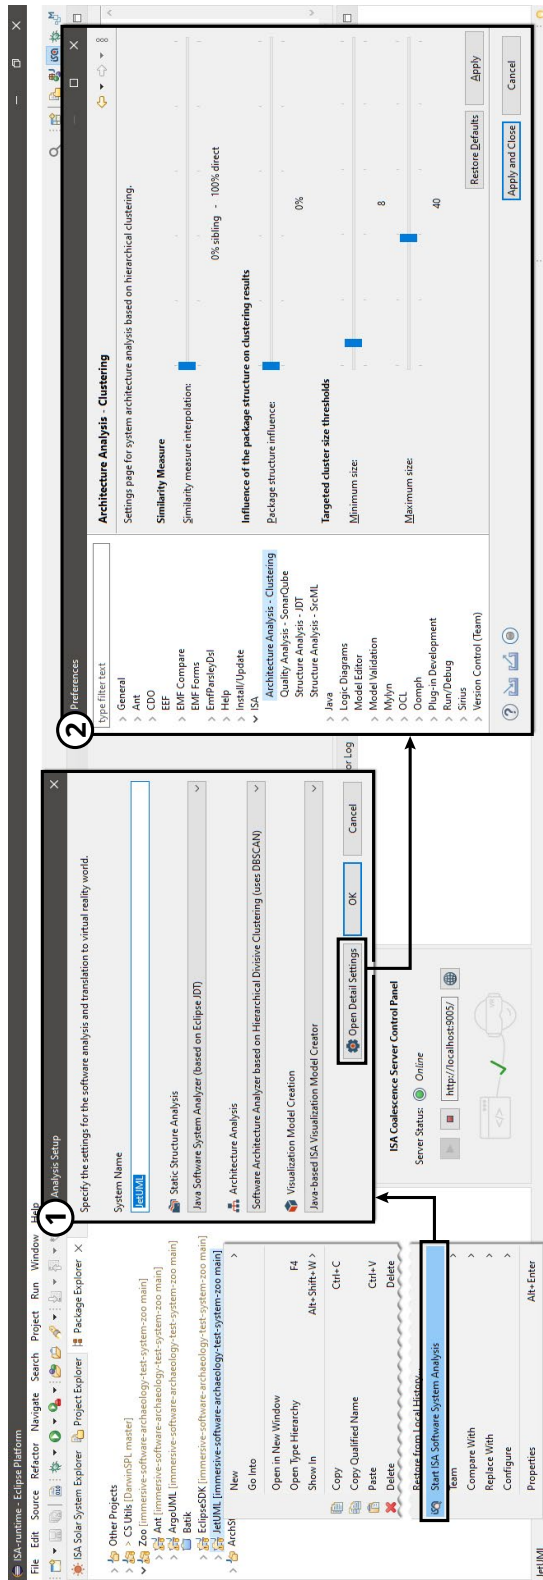 ISA-runtime - Eclipse Platform
File Edit Source Refactor Navigate Search Project Run Window Help
ISA Solar System Explorer
Project Explorer
Package Explorer
Other Projects
CS Utils [DarwinSPL master]
Zoo [immersive-software-archaeology-test-system-zoo main]
Ant [immersive-software-archaeology-test-system-zoo main]
ArgoUML [immersive-software-archaeology-test-system-zoo main]
Batik
EclipseSDK [immersive-software-archaeology-test-system-zoo main]
JetUML [immersive-software-archaeology-test-system-zoo main]
ArchSt
New
Go Into
Open in New Window
Open Type Hierarchy F4
Show In Alt+Shift+W
Copy Ctrl+C
Copy Qualified Name
Paste Ctrl+V
Delete Delete
Restore from Local History...
Start ISA Software System Analysis
Team
Compare With
Replace With
Configure
Properties Alt+Enter
JetUML
1
Analysis Setup
Specify the settings for the software analysis and translation to virtual reality world.
System Name
JetUML
Static Structure Analysis
Java Software System Analyzer (based on Eclipse JDT)
Architecture Analysis
Software Architecture Analyzer based on Hierarchical Divisive Clustering (uses DBSCAN)
Visualization Model Creation
Java-based ISA Visualization Model Creator
Open Detail Settings
OK
Cancel
or Log
ISA Coalescence Server Control Panel
Server Status: Online
http://localhost:9005/
2
Preferences
type filter text
General
Ant
CDO
EEF
EMF Compare
EMF Forms
EmfParsleyDsl
Help
Install/Update
ISA
Architecture Analysis - Clustering
Quality Analysis - SonarQube
Structure Analysis - JDT
Structure Analysis - SrcML
Java
Logic Diagrams
Model Editor
Model Validation
Mylyn
OCL
Oomph
Plug-in Development
Run/Debug
Sirius
Version Control (Team)
Architecture Analysis - Clustering
Settings page for system architecture analysis based on hierarchical clustering.
Similarity Measure
Similarity measure interpolation:
0% sibling - 100% direct
Influence of the package structure on clustering results
Package structure influence:
0%
Targeted cluster size thresholds
Minimum size:
8
Maximum size:
40
Restore Defaults
Apply
Apply and Close
Cancel